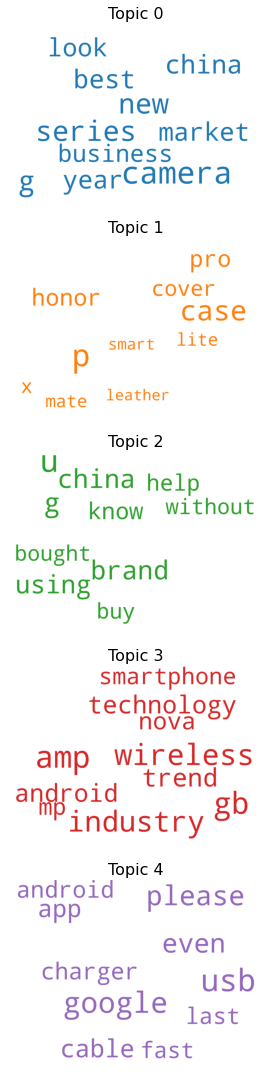 Topic 0
look
china
best
new
series market
business
g year camera
Topic 1
pro
cover
honor
case
smart lite
p
x
mate leather
Topic 2
u
china help
g know without
bought
brand
using
buy
Topic 3
smartphone
technology
nova
amp wireless
trend
android
mp gb
industry
Topic 4
android
app please
even
charger
usb
google
last
cable fast